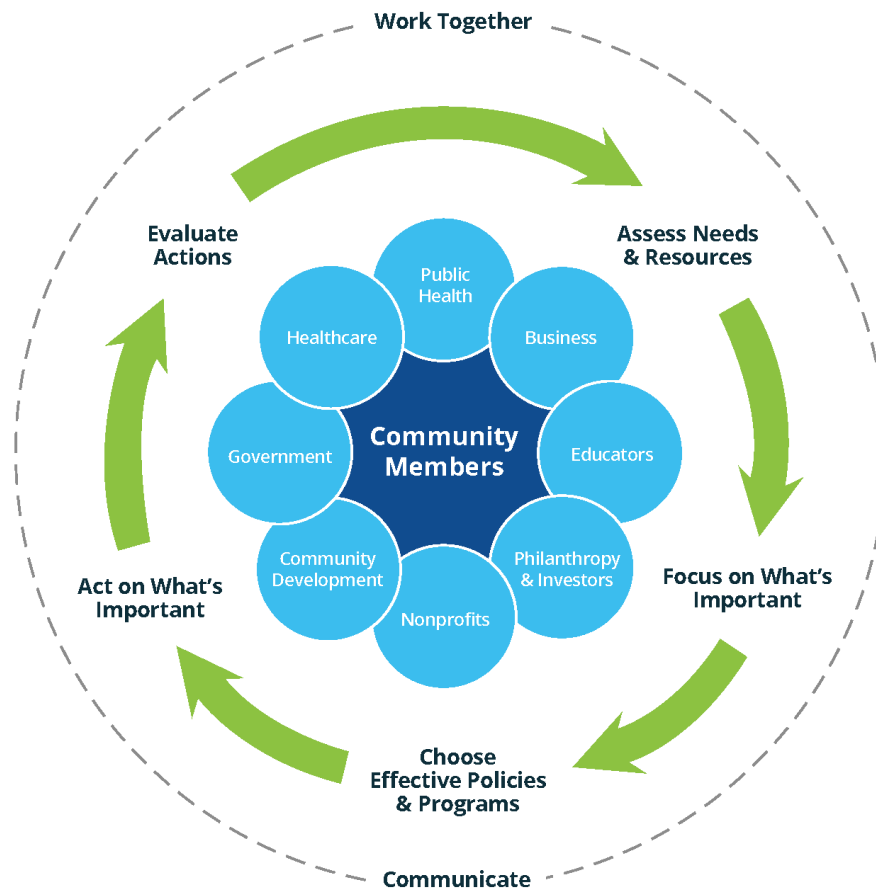 Work Together
Evaluate
Actions
Assess Needs
& Resources
Public
Health
Healthcare
Business
Community
Members
Government
Educators
Community
Development
Philanthropy
& Investors
Nonprofits
Act on What’s
Important
Focus on What’s
Important
Choose
Effective Policies
& Programs
Communicate